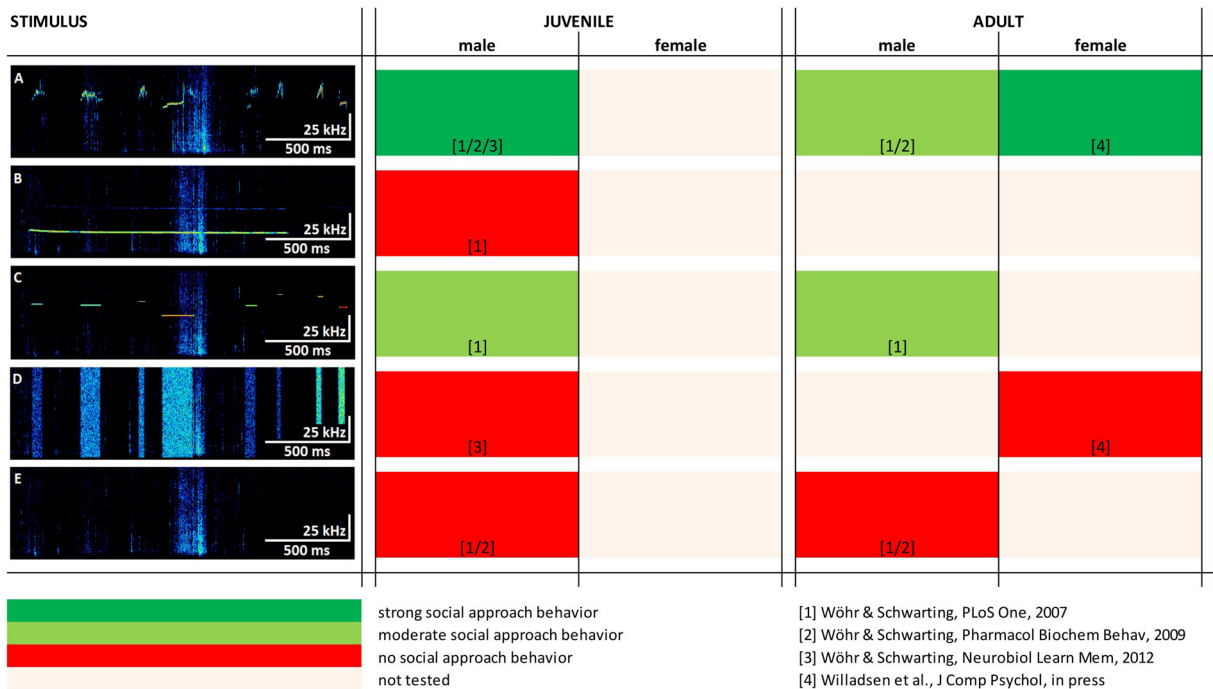 STIMULUS JUVENILE ADULT
male female male female
A
25 kHz
500 ms
[1/2/3] [1/2] [4]
B
25 kHz
500 ms
[1]
C
25 kHz
500 ms
[1] [1]
D
25 kHz
500 ms
[3] [4]
E
25 kHz
500 ms
[1/2] [1/2]
strong social approach behavior
moderate social approach behavior
no social approach behavior
not tested
[1] Wöhr & Schwarting, PLoS One, 2007
[2] Wöhr & Schwarting, Pharmacol Biochem Behav, 2009
[3] Wöhr & Schwarting, Neurobiol Learn Mem, 2012
[4] Willadsen et al., J Comp Psychol, in press